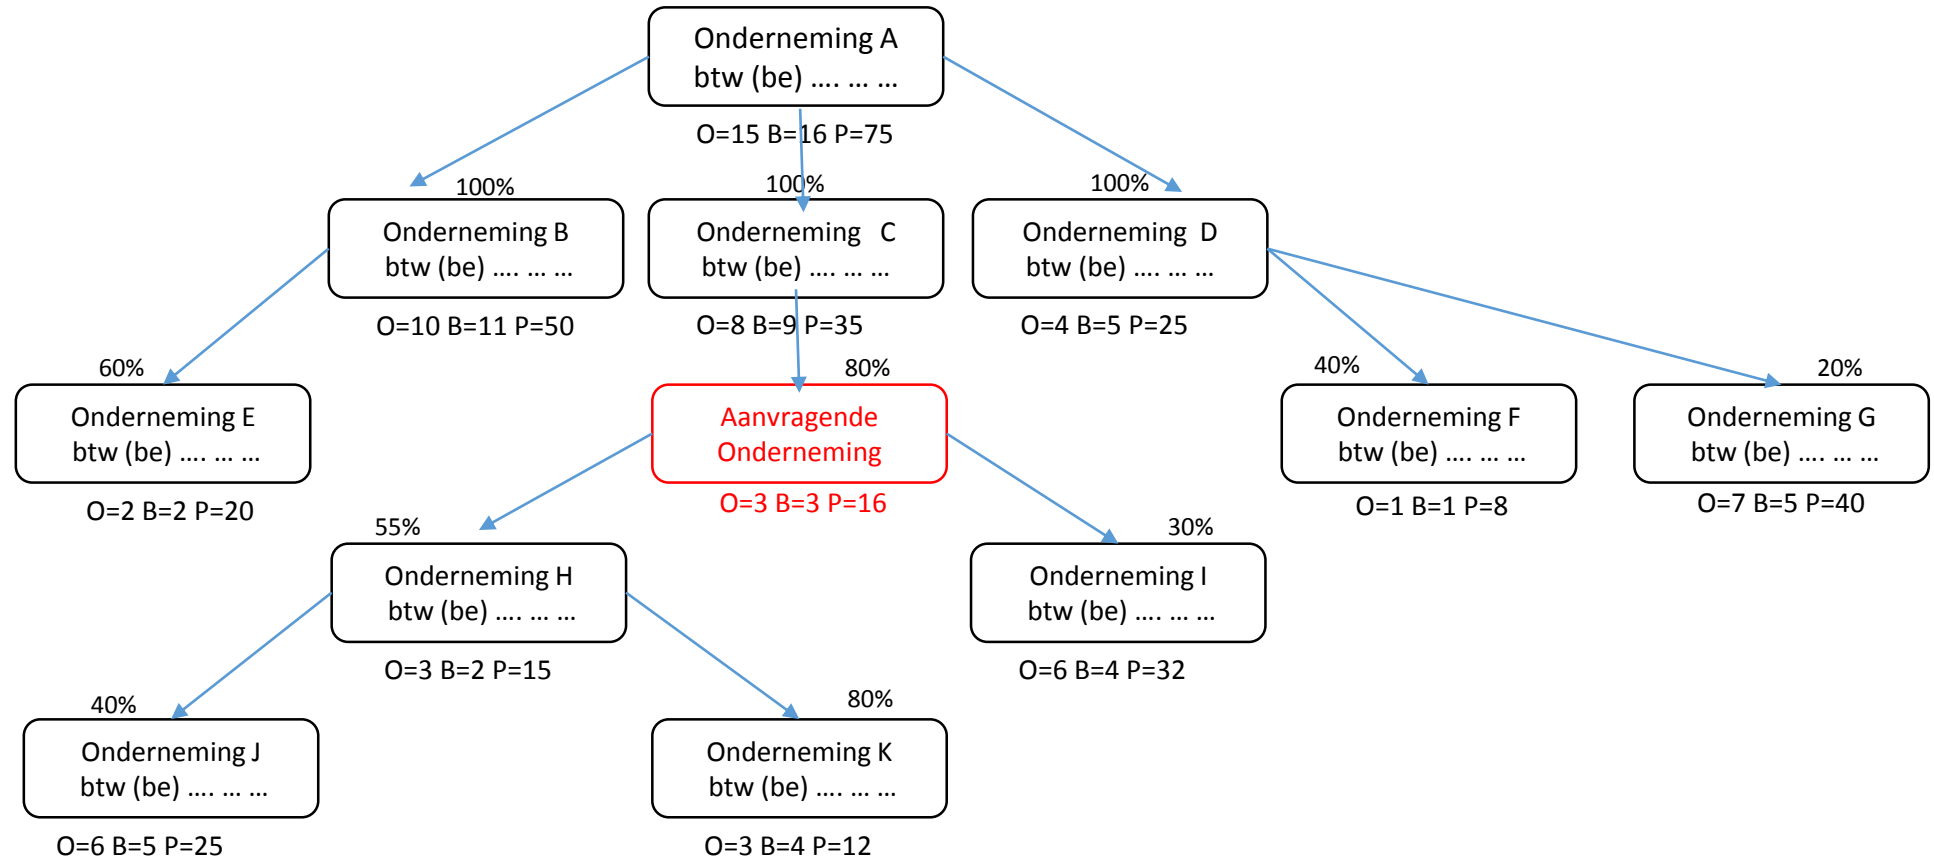 Onderneming A
btw (be) .... ... ...
O=15 B=16 P=75
100%
100%
100%
Onderneming B
btw (be) .... ... ...
Onderneming C
btw (be) .... ... ...
Onderneming D
btw (be) .... ... ...
O=10 B=11 P=50
O=8 B=9 P=35
O=4 B=5 P=25
60%
80%
40%
20%
Onderneming E
btw (be) .... ... ...
Aanvragende
Onderneming
Onderneming F
btw (be) .... ... ...
Onderneming G
btw (be) .... ... ...
O=2 B=2 P=20
O=3 B=3 P=16
O=1 B=1 P=8
O=7 B=5 P=40
55%
30%
Onderneming H
btw (be) .... ... ...
Onderneming I
btw (be) .... ... ...
O=3 B=2 P=15
O=6 B=4 P=32
40%
80%
Onderneming J
btw (be) .... ... ...
Onderneming K
btw (be) .... ... ...
O=6 B=5 P=25
O=3 B=4 P=12